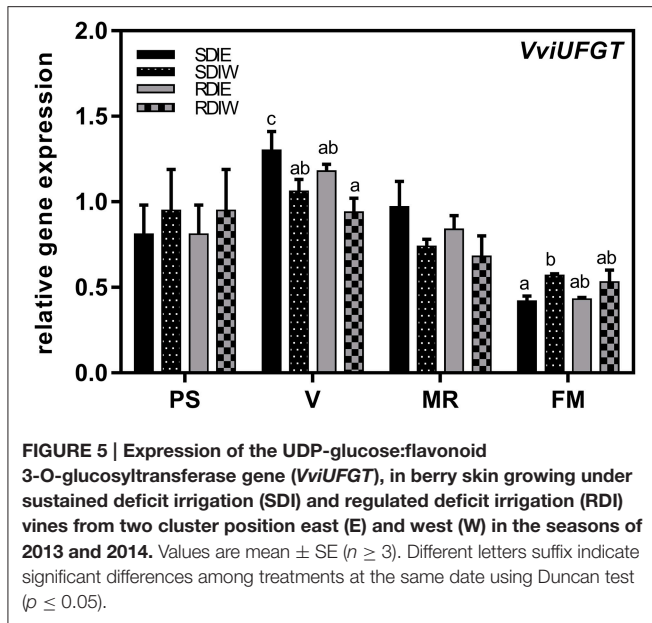 VviUFGT
2.0
1.5
1.0
0.5
0.0
relative gene expression
SDIE
SDIW
RDIE
RDIW
c
ab
ab
a
a
b
ab
ab
PS V MR FM
FIGURE 5 | Expression of the UDP-glucose:flavonoid
3-O-glucosyltransferase gene (VviUFGT), in berry skin growing under
sustained deficit irrigation (SDI) and regulated deficit irrigation (RDI)
vines from two cluster position east (E) and west (W) in the seasons of
2013 and 2014. Values are mean ± SE (n ≥ 3). Different letters suffix indicate
significant differences among treatments at the same date using Duncan test
(p ≤ 0.05).